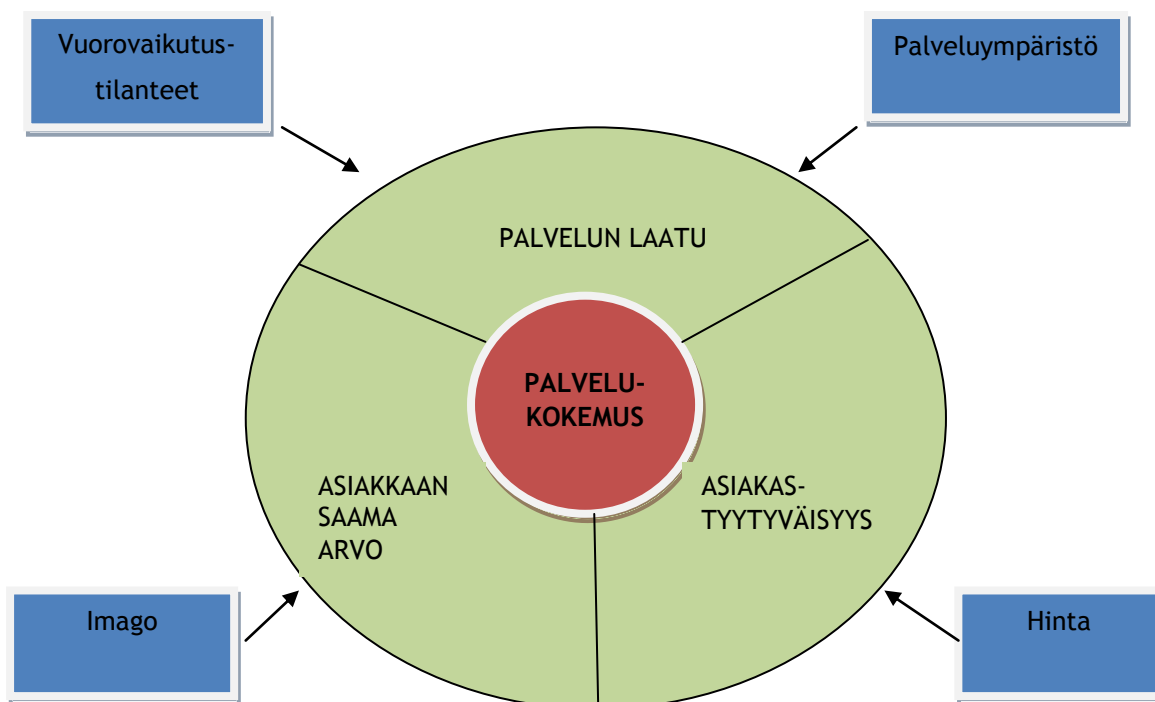 Vuorovaikutus-
tilanteet
Palveluympäristö
PALVELUN LAATU
PALVELU-
KOKEMUS
ASIAKKAAN
SAAMA
ARVO
ASIAKAS-
TYYTYVÄISYYS
Imago
Hinta